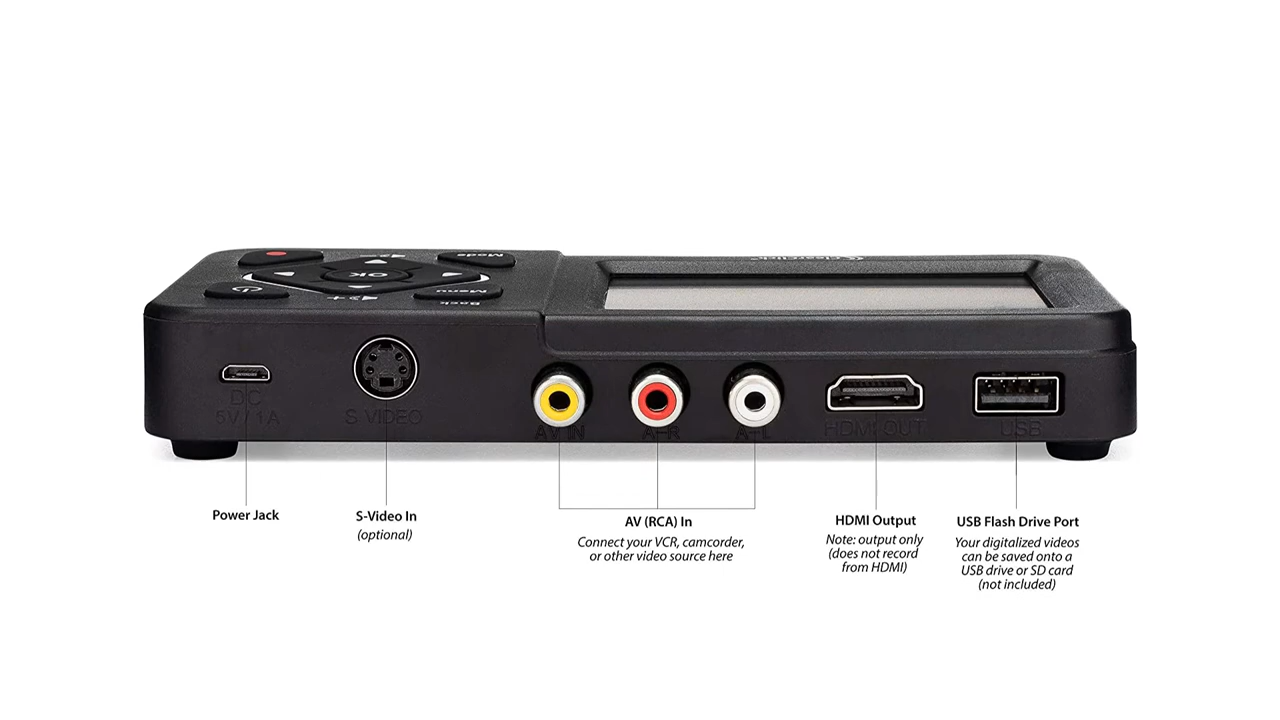 Mode
OK
Menu
Back
clearclick™
DC
5V / 1A
S-VIDEO
AV IN
A-R
A-L
HDMI OUT
USB
Power Jack
S-Video In
(optional)
AV (RCA) In
Connect your VCR, camcorder,
or other video source here
HDMI Output
Note: output only
(does not record
from HDMI)
USB Flash Drive Port
Your digitalized videos
can be saved onto a
USB drive or SD card
(not included)